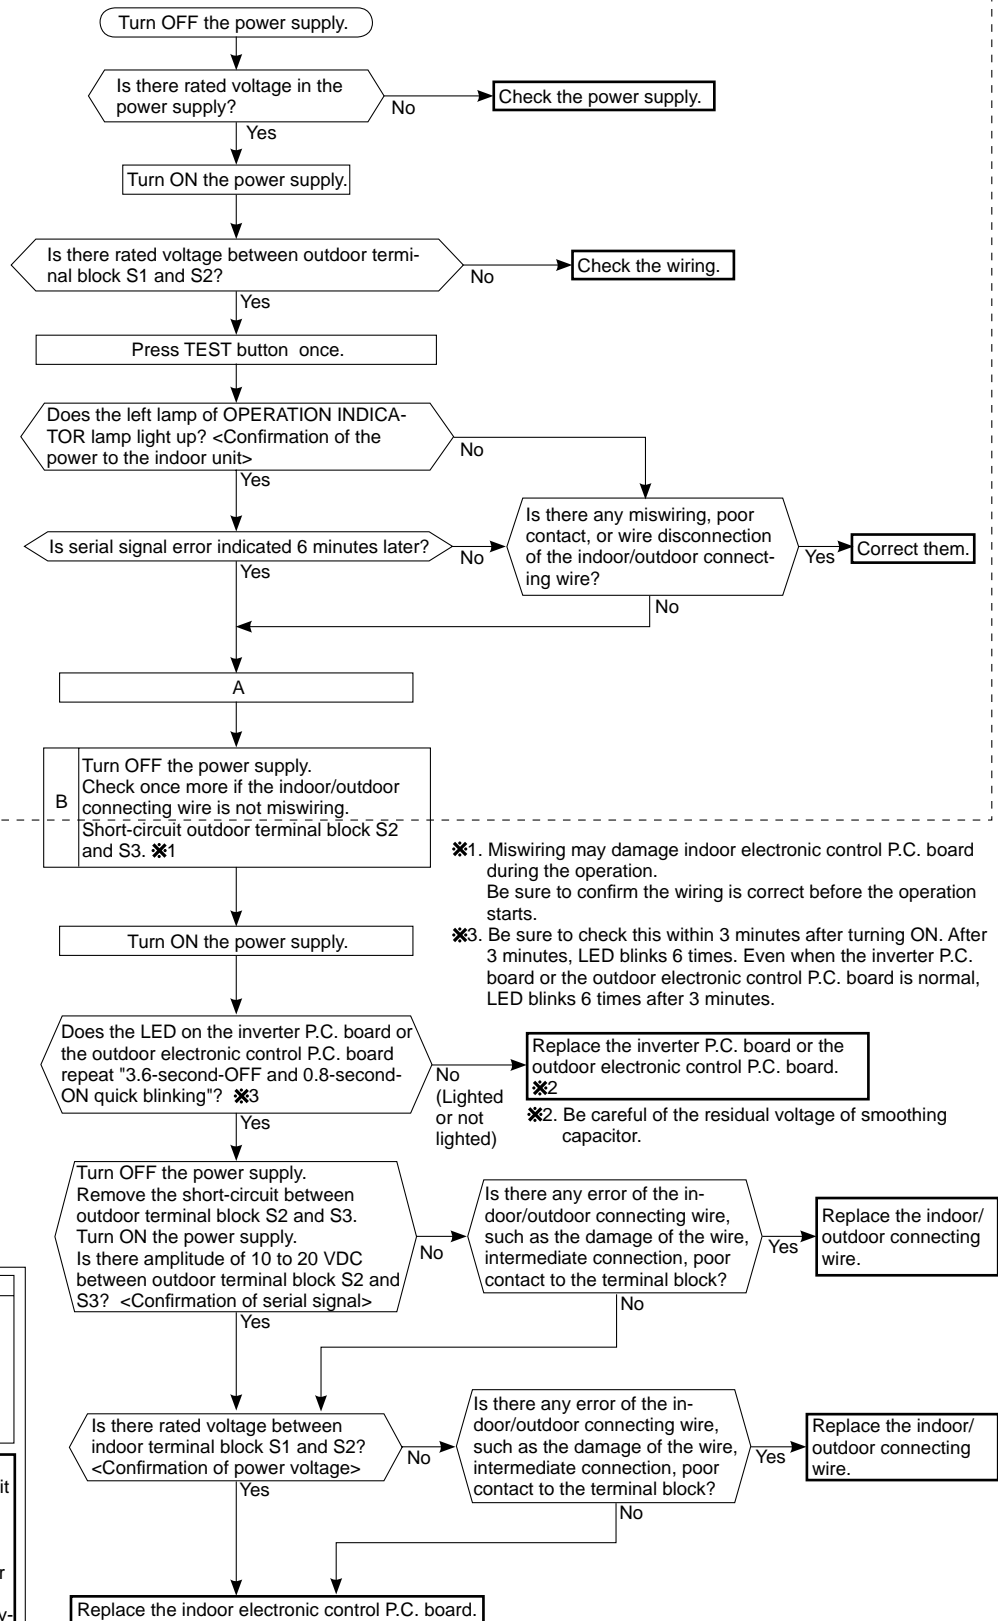 Turn OFF the power supply.
Is there rated voltage in the
power supply?
No
Check the power supply.
Yes
Turn ON the power supply.
Is there rated voltage between outdoor termi-
nal block S1 and S2?
No
Check the wiring.
Yes
Press TEST button once.
Does the left lamp of OPERATION INDICA-
TOR lamp light up? <Confirmation of the
power to the indoor unit>
No
Yes
Is serial signal error indicated 6 minutes later?
No
Yes
Is there any miswiring, poor
contact, or wire disconnection
of the indoor/outdoor connect-
ing wire?
Yes
Correct them.
No
A
B
Turn OFF the power supply.
Check once more if the indoor/outdoor
connecting wire is not miswiring.
Short-circuit outdoor terminal block S2
and S3. ※1
※1. Miswiring may damage indoor electronic control P.C. board
during the operation.
Be sure to confirm the wiring is correct before the operation
starts.
※3. Be sure to check this within 3 minutes after turning ON. After
3 minutes, LED blinks 6 times. Even when the inverter P.C.
board or the outdoor electronic control P.C. board is normal,
LED blinks 6 times after 3 minutes.
Turn ON the power supply.
Does the LED on the inverter P.C. board or
the outdoor electronic control P.C. board
repeat "3.6-second-OFF and 0.8-second-
ON quick blinking"? ※3
No
(Lighted
or not
lighted)
Replace the inverter P.C. board or the
outdoor electronic control P.C. board.
※2
※2. Be careful of the residual voltage of smoothing
capacitor.
Yes
Turn OFF the power supply.
Remove the short-circuit between
outdoor terminal block S2 and S3.
Turn ON the power supply.
Is there amplitude of 10 to 20 VDC
between outdoor terminal block S2 and
S3? <Confirmation of serial signal>
No
Is there any error of the in-
door/outdoor connecting wire,
such as the damage of the wire,
intermediate connection, poor
contact to the terminal block?
Yes
Replace the indoor/
outdoor connecting
wire.
No
Yes
Is there rated voltage between
indoor terminal block S1 and S2?
<Confirmation of power voltage>
No
Is there any error of the in-
door/outdoor connecting wire,
such as the damage of the wire,
intermediate connection, poor
contact to the terminal block?
Yes
Replace the indoor/
outdoor connecting
wire.
Yes
No
Replace the indoor electronic control P.C. board.